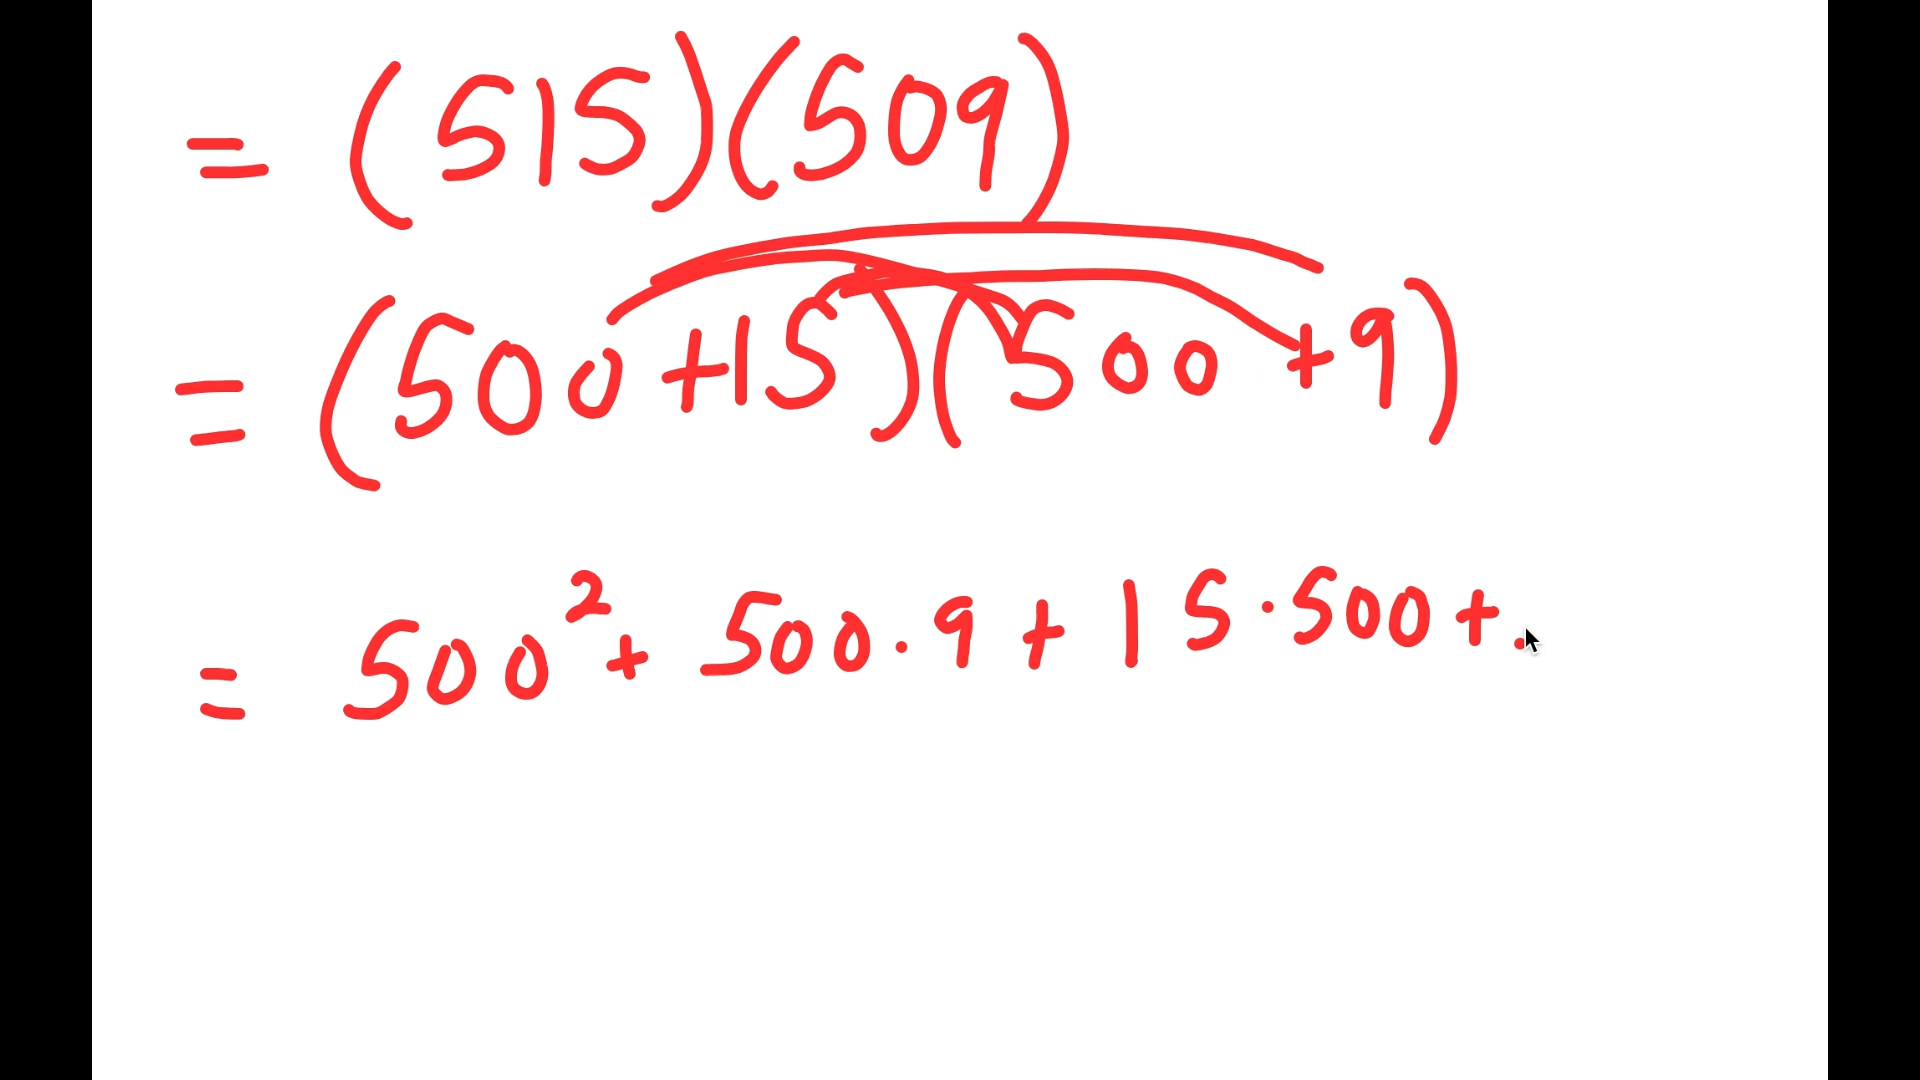 = (515)(509)
= (500+15)(500+9)
= 500²+ 500.9 + 15·500+.